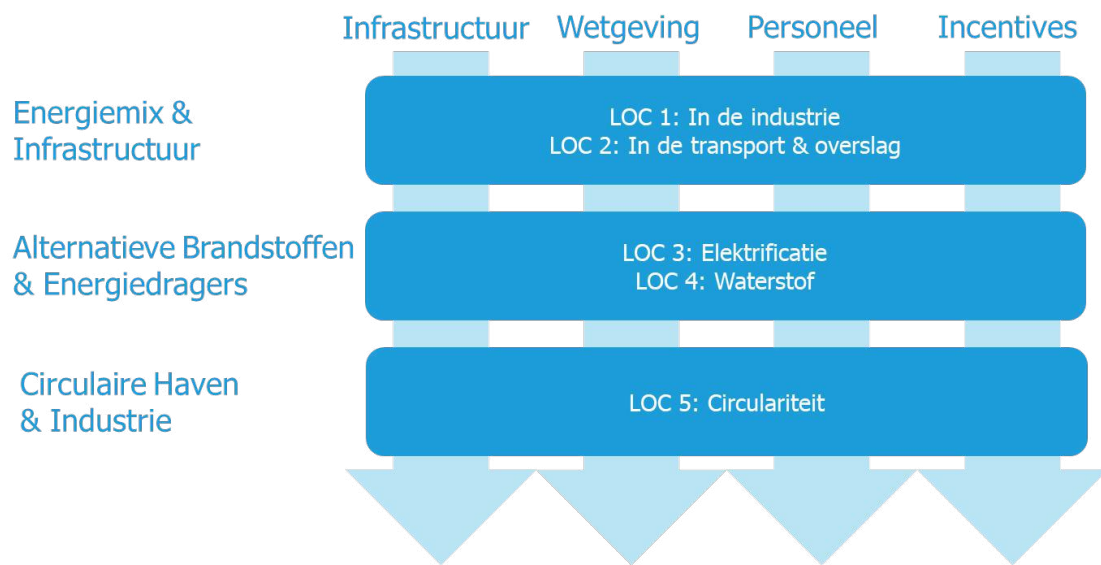 Infrastructuur Wetgeving Personeel Incentives
Energiemix &
Infrastructuur
LOC 1: In de industrie
LOC 2: In de transport & overslag
Alternatieve Brandstoffen
& Energiedragers
LOC 3: Elektrificatie
LOC 4: Waterstof
Circulaire Haven
& Industrie
LOC 5: Circulariteit